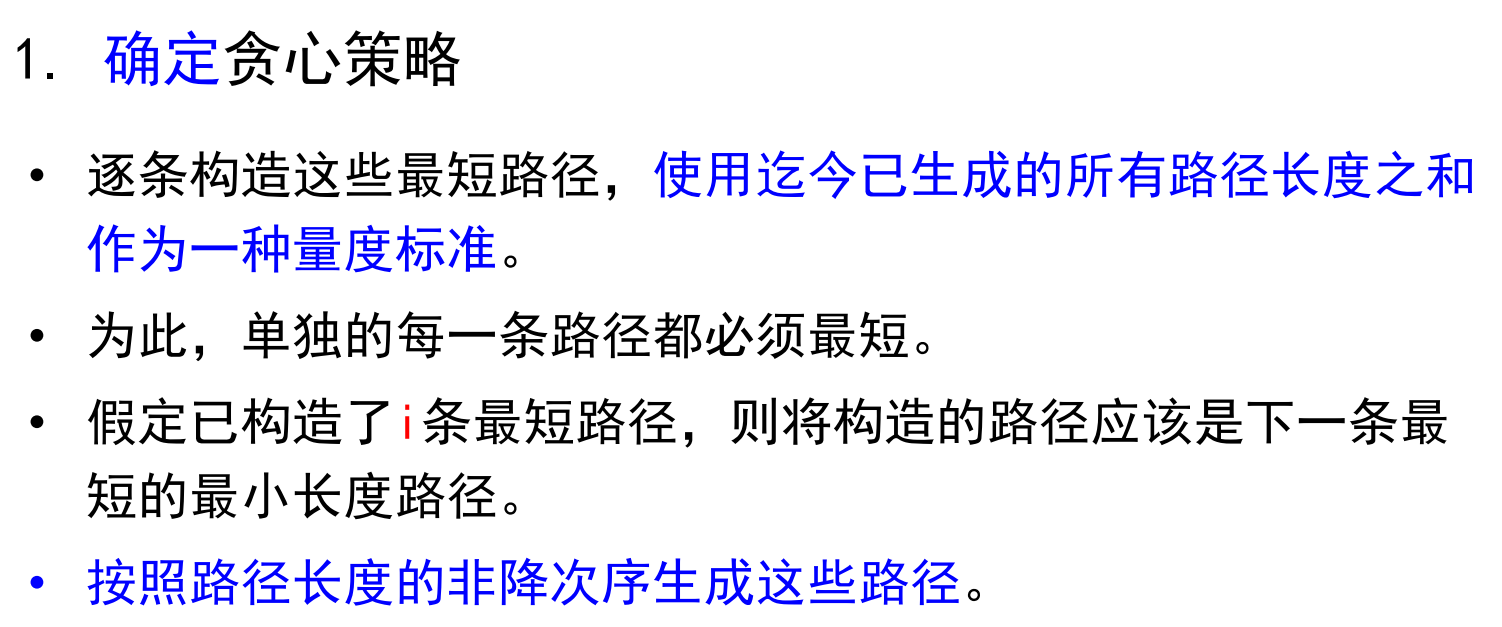 1. 确定贪心策略
• 逐条构造这些最短路径，使用迄今已生成的所有路径长度之和
作为一种量度标准。
• 为此，单独的每一条路径都必须最短。
• 假定已构造了i条最短路径，则将构造的路径应该是下一条最
短的最小长度路径。
• 按照路径长度的非降次序生成这些路径。